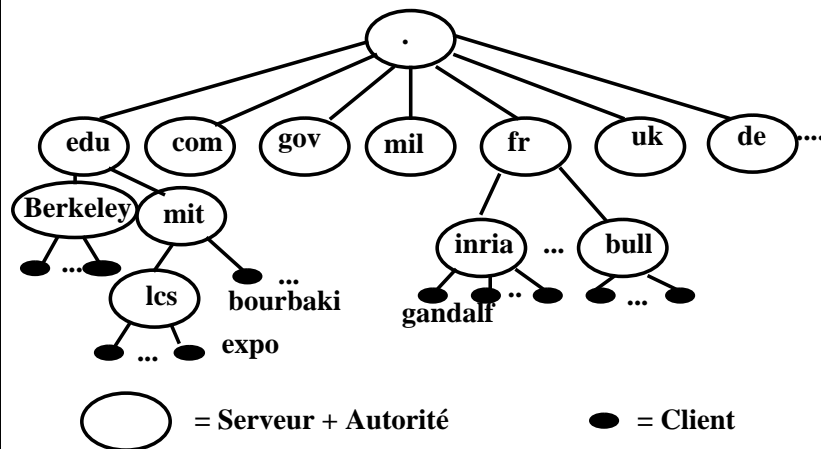 .
edu com gov mil fr uk de ....
Berkeley mit inria ... bull
... ...
lcs bourbaki .. ...
gandalf
... expo
= Serveur + Autorité = Client